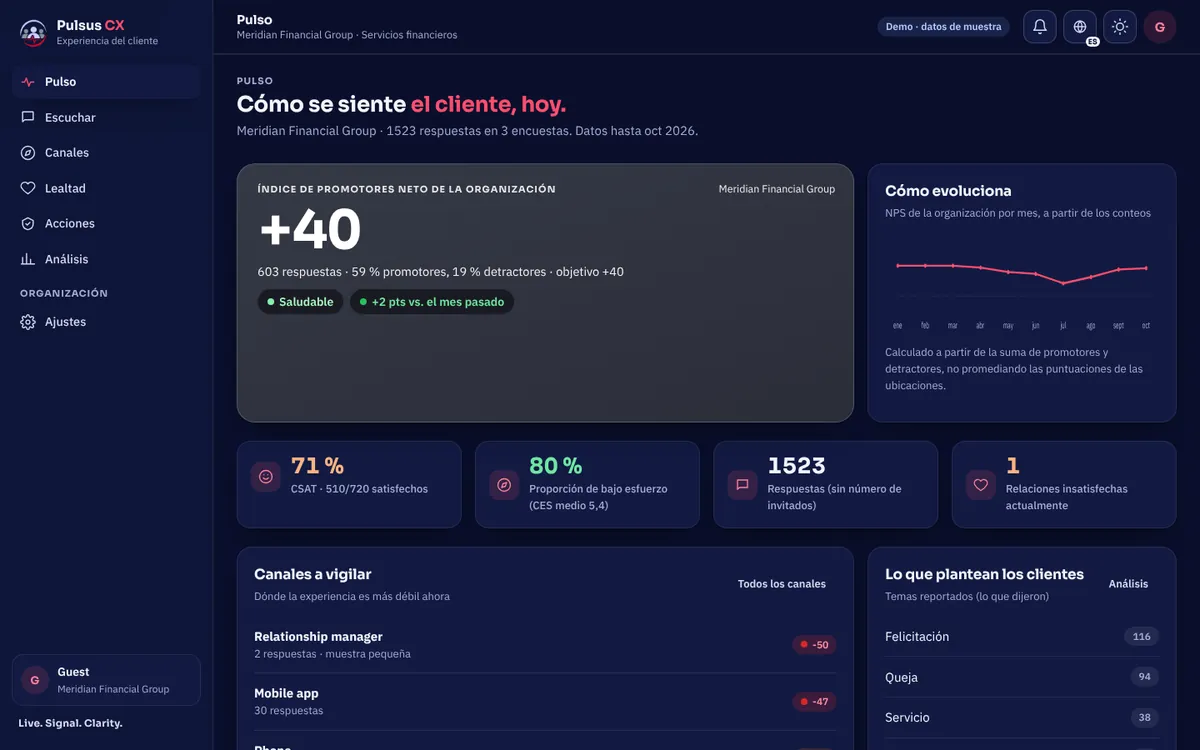 Pulsus CX
Experiencia del cliente
Pulso
Escuchar
Canales
Lealtad
Acciones
Análisis
ORGANIZACIÓN
Ajustes
G
Guest
Meridian Financial Group
Live. Signal. Clarity.
Pulso
Meridian Financial Group · Servicios financieros
Demo · datos de muestra
ES
G
PULSO
Cómo se siente el cliente, hoy.
Meridian Financial Group · 1523 respuestas en 3 encuestas. Datos hasta oct 2026.
ÍNDICE DE PROMOTORES NETO DE LA ORGANIZACIÓN
Meridian Financial Group
+40
603 respuestas · 59 % promotores, 19 % detractores · objetivo +40
Saludable
+2 pts vs. el mes pasado
Cómo evoluciona
NPS de la organización por mes, a partir de los conteos
ene feb mar abr may jun jul ago sept oct
Calculado a partir de la suma de promotores y
detractores, no promediando las puntuaciones de las
ubicaciones.
71 %
CSAT · 510/720 satisfechos
80 %
Proporción de bajo esfuerzo
(CES medio 5,4)
1523
Respuestas (sin número de
invitados)
1
Relaciones insatisfechas
actualmente
Canales a vigilar
Dónde la experiencia es más débil ahora
Todos los canales
Relationship manager
2 respuestas · muestra pequeña
-50
Mobile app
30 respuestas
-47
Phone
Lo que plantean los clientes
Temas reportados (lo que dijeron)
Análisis
Felicitación
116
Queja
94
Servicio
38